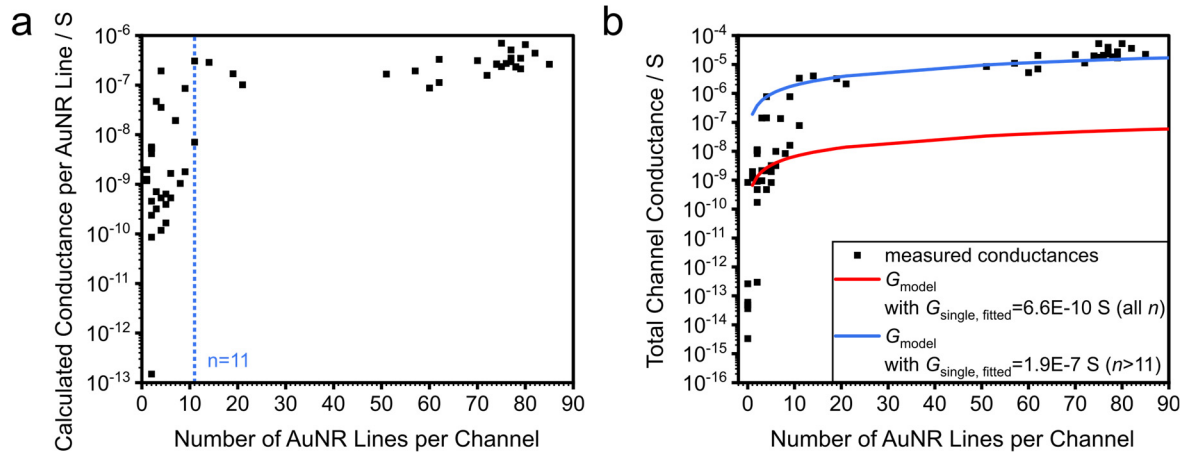 a
Calculated Conductance per AuNR Line / S
10⁻⁶
10⁻⁷
10⁻⁸
10⁻⁹
10⁻¹⁰
10⁻¹¹
10⁻¹²
10⁻¹³
n=11
0 10 20 30 40 50 60 70 80 90
Number of AuNR Lines per Channel
b
Total Channel Conductance / S
10⁻⁴
10⁻⁵
10⁻⁶
10⁻⁷
10⁻⁸
10⁻⁹
10⁻¹⁰
10⁻¹¹
10⁻¹²
10⁻¹³
10⁻¹⁴
10⁻¹⁵
10⁻¹⁶
measured conductances
G_model
with G_single, fitted=6.6E-10 S (all n)
G_model
with G_single, fitted=1.9E-7 S (n>11)
0 10 20 30 40 50 60 70 80 90
Number of AuNR Lines per Channel